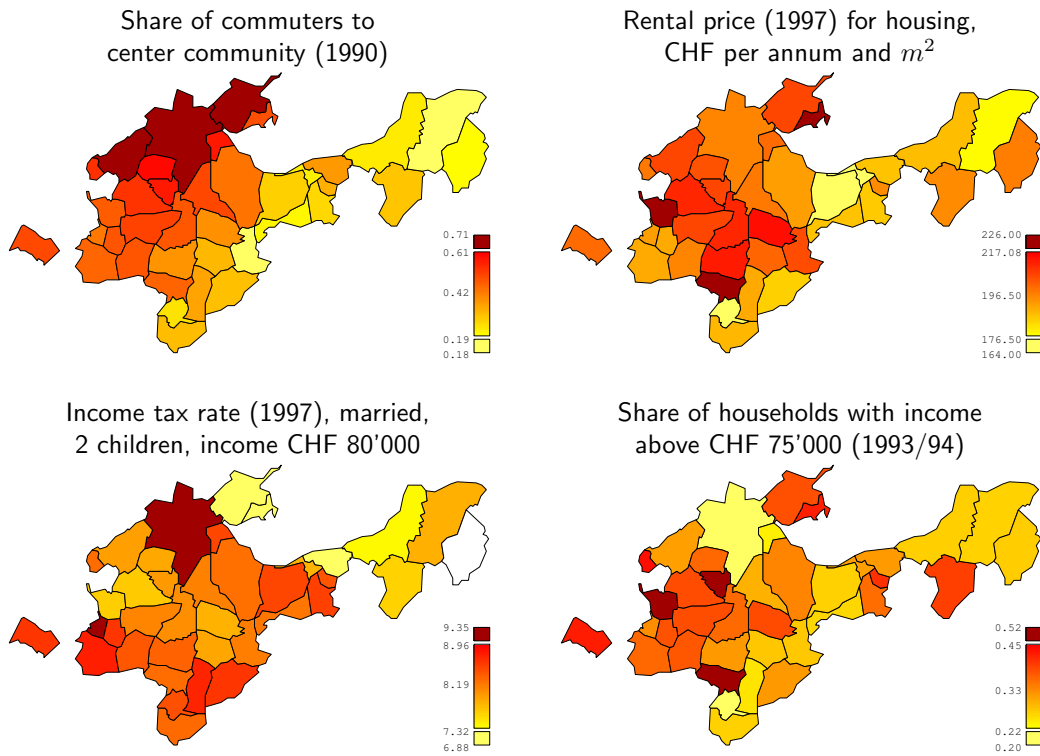 Share of commuters to
center community (1990)
0.71
0.61
0.42
0.19
0.18
Rental price (1997) for housing,
CHF per annum and m²
226.00
217.08
196.50
176.50
164.00
Income tax rate (1997), married,
2 children, income CHF 80'000
9.35
8.96
8.19
7.32
6.88
Share of households with income
above CHF 75'000 (1993/94)
0.52
0.45
0.33
0.22
0.20